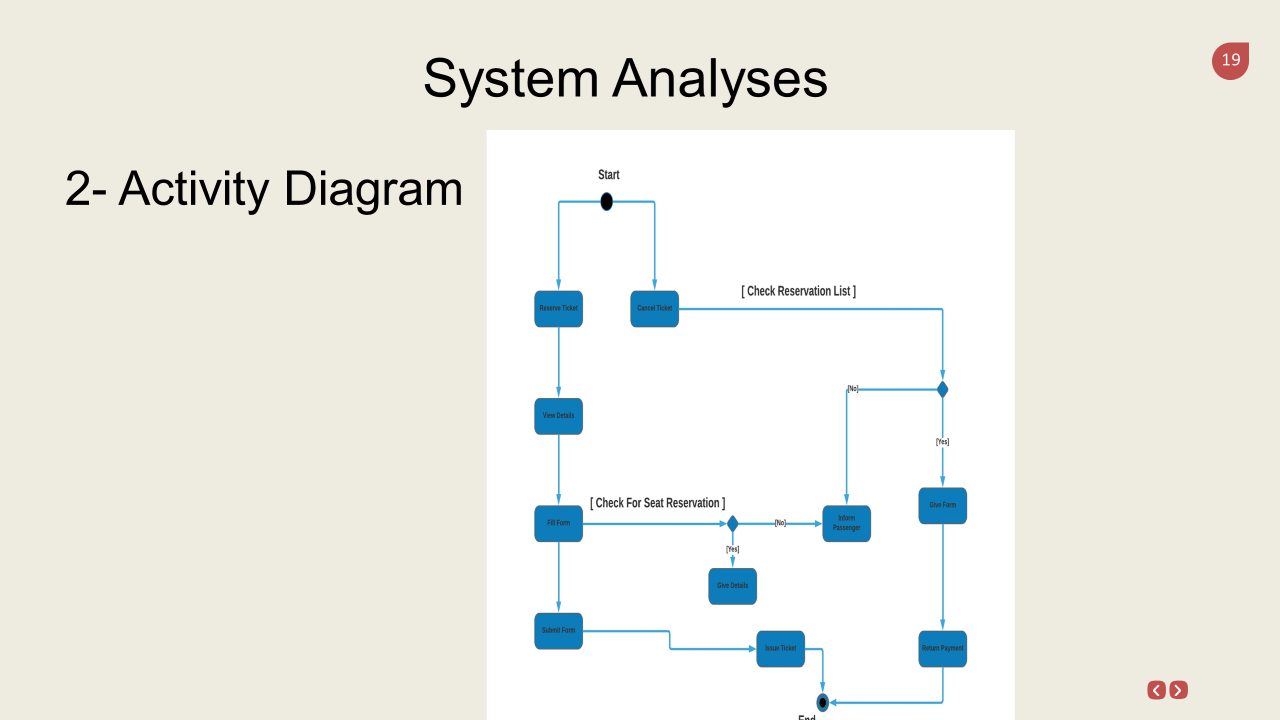 System Analyses
19
2- Activity Diagram
Start
[ Check Reservation List ]
Reserve Ticket
Cancel Ticket
[No]
View Details
[Yes]
[ Check For Seat Reservation ]
Give Form
Fill Form
[No]
Inform
Passenger
[Yes]
Give Details
Submit Form
Issue Ticket
Return Payment
End